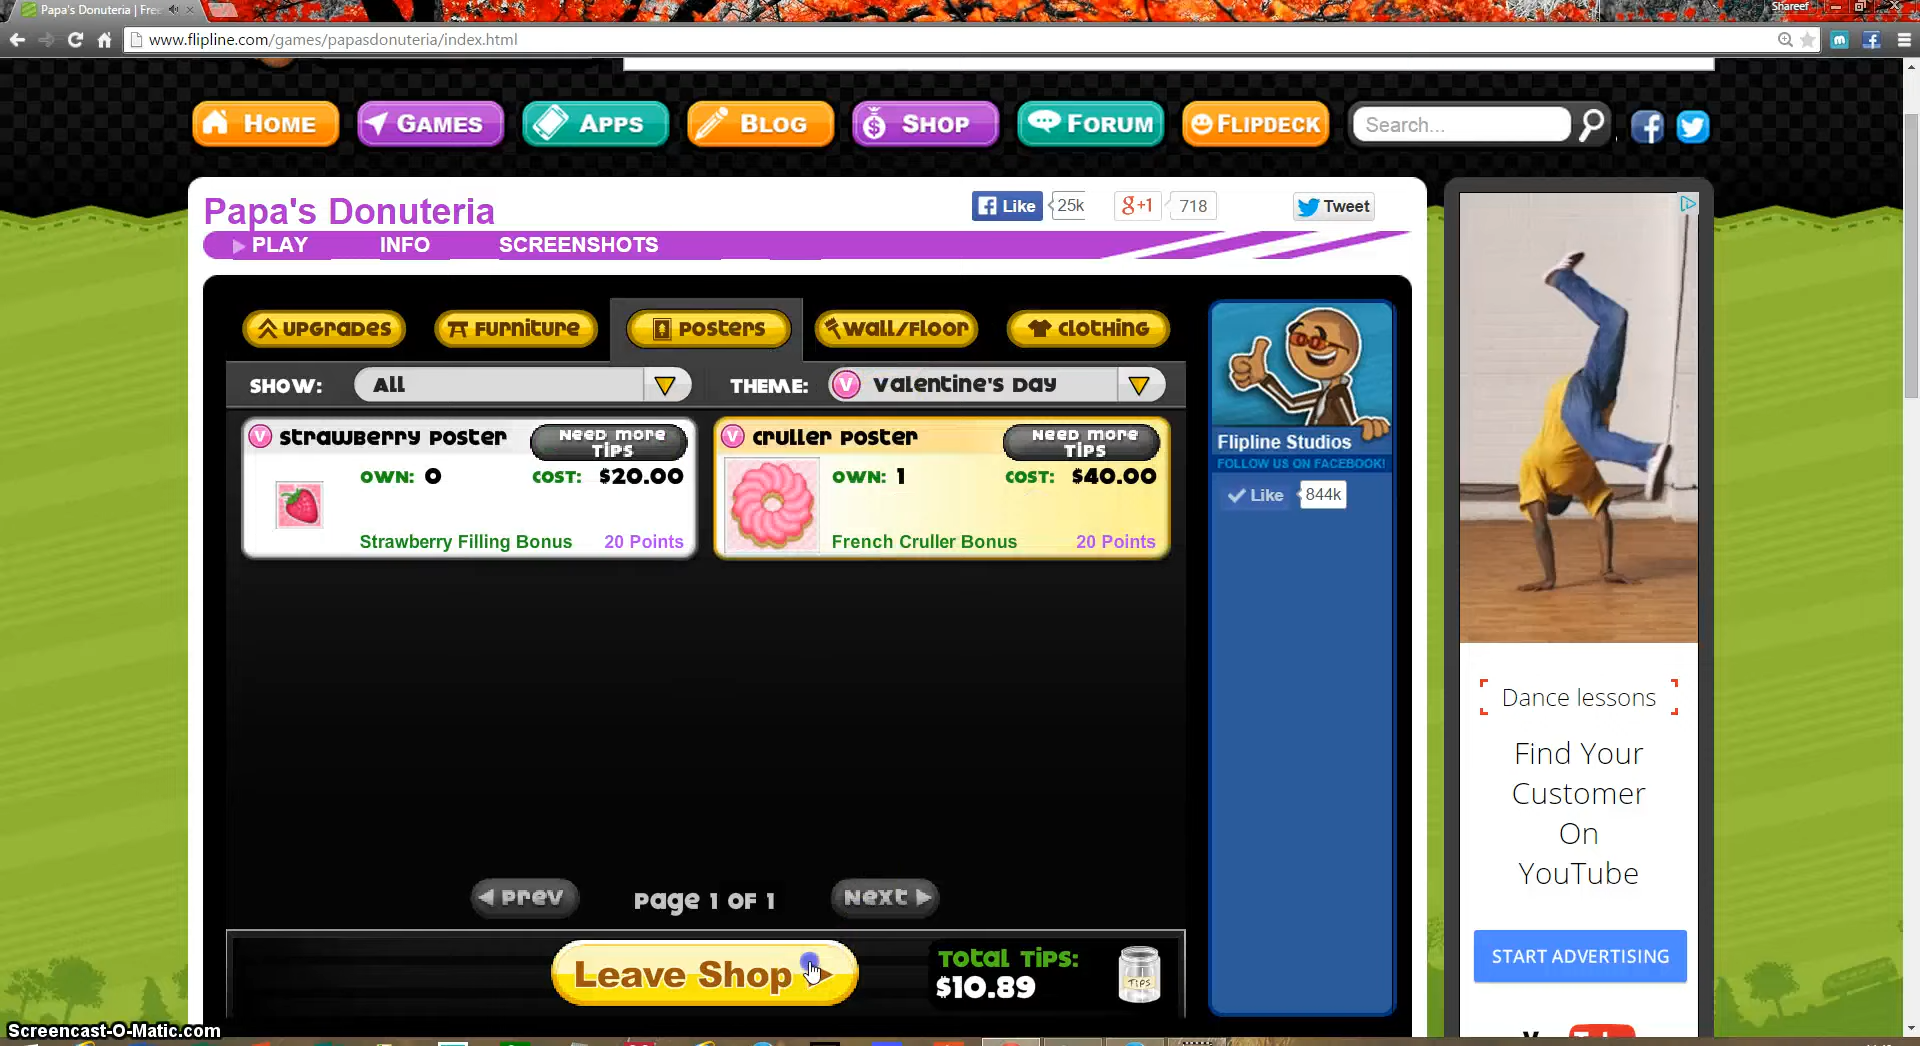 Papa's Donuteria | Fre
Shareef
www.flipline.com/games/papasdonuteria/index.html
HOME GAMES APPS BLOG SHOP FORUM FLIPDECK Search...
Papa's Donuteria
Like 25k g+1 718 Tweet
PLAY INFO SCREENSHOTS
UPGRADES FURNITURE POSTERS WALL/FLOOR CLOTHING
SHOW: All THEME: V Valentine's Day
V Strawberry Poster NEED MORE TIPS
OWN: 0 COST: $20.00
Strawberry Filling Bonus 20 Points
V Cruller Poster NEED MORE TIPS
OWN: 1 COST: $40.00
French Cruller Bonus 20 Points
Prev Page 1 OF 1 Next
Leave Shop
Total Tips:
$10.89
TIPS
Flipline Studios
FOLLOW US ON FACEBOOK!
Like 844k
Dance lessons
Find Your
Customer
On
YouTube
START ADVERTISING
Screencast-O-Matic.com